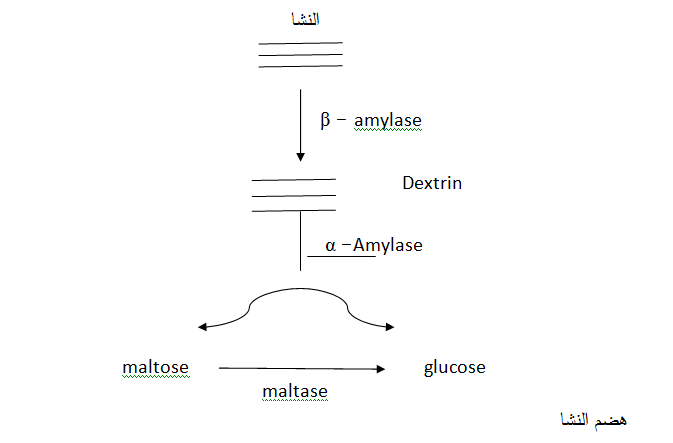 النشا
β – amylase
Dextrin
α –Amylase
maltose
glucose
maltase
هضم النشا